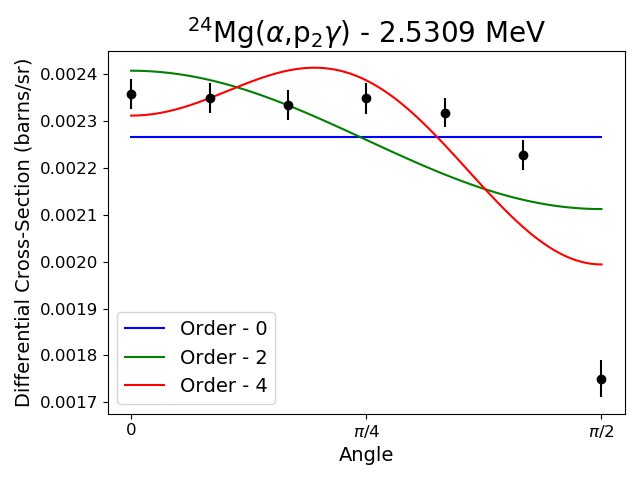 ²⁴Mg(α,p₂γ) - 2.5309 MeV
Differential Cross-Section (barns/sr)
0.0024
0.0023
0.0022
0.0021
0.0020
0.0019
0.0018
0.0017
Order - 0
Order - 2
Order - 4
0
π/4
π/2
Angle